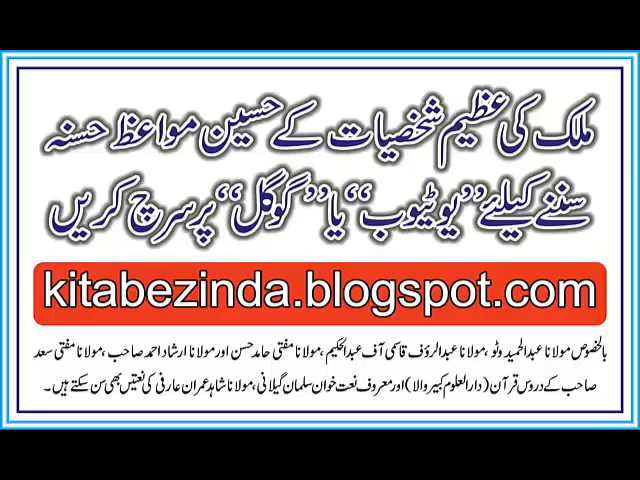 ملک کی عظیم شخصیات کے حسین مواعظ حسنہ
سننے کیلئے ”یوٹیوب“ یا ”گوگل“ پر سرچ کریں
kitabezinda.blogspot.com
بالخصوص مولانا عبدالحمید وٹو، مولانا عبدالرؤف قاسمی آف عبدالحکیم، مولانا مفتی حامد حسن اور مولانا ارشاد احمد صاحب، مولانا مفتی سعد
صاحب کے دروس قرآن (دارالعلوم کبیر والا) اور معروف نعت خوان سلمان گیلانی، مولانا شاہد عمران عارفی کی نعتیں بھی سن سکتے ہیں۔